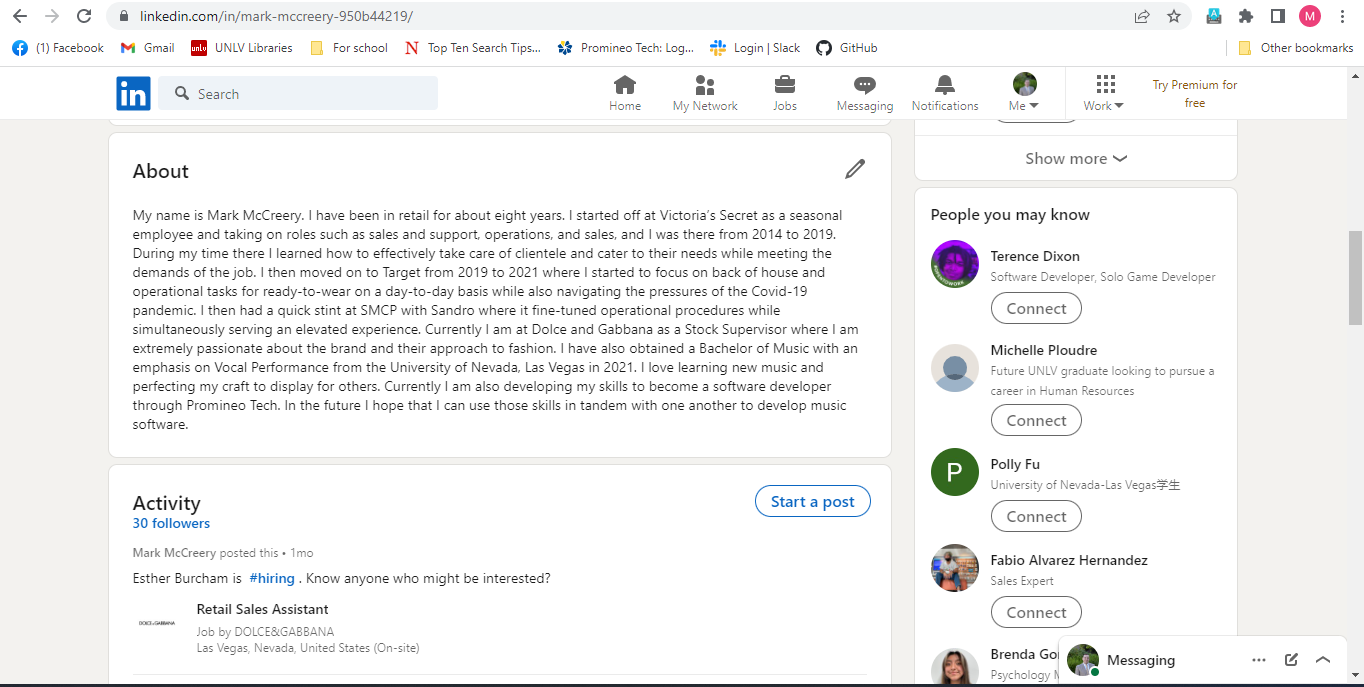 linkedin.com/in/mark-mccreery-950b44219/
M
(1) Facebook
Gmail
UNLV Libraries
For school
Top Ten Search Tips...
Promineo Tech: Log...
Login | Slack
GitHub
Other bookmarks
in
Search
Home
My Network
Jobs
Messaging
Notifications
Me
Work
Try Premium for
free
About
My name is Mark McCreery. I have been in retail for about eight years. I started off at Victoria’s Secret as a seasonal
employee and taking on roles such as sales and support, operations, and sales, and I was there from 2014 to 2019.
During my time there I learned how to effectively take care of clientele and cater to their needs while meeting the
demands of the job. I then moved on to Target from 2019 to 2021 where I started to focus on back of house and
operational tasks for ready-to-wear on a day-to-day basis while also navigating the pressures of the Covid-19
pandemic. I then had a quick stint at SMCP with Sandro where it fine-tuned operational procedures while
simultaneously serving an elevated experience. Currently I am at Dolce and Gabbana as a Stock Supervisor where I am
extremely passionate about the brand and their approach to fashion. I have also obtained a Bachelor of Music with an
emphasis on Vocal Performance from the University of Nevada, Las Vegas in 2021. I love learning new music and
perfecting my craft to display for others. Currently I am also developing my skills to become a software developer
through Promineo Tech. In the future I hope that I can use those skills in tandem with one another to develop music
software.
Activity
30 followers
Start a post
Mark McCreery posted this • 1mo
Esther Burcham is #hiring . Know anyone who might be interested?
DOLCE&GABBANA
Retail Sales Assistant
Job by DOLCE&GABBANA
Las Vegas, Nevada, United States (On-site)
Show more
People you may know
Terence Dixon
Software Developer, Solo Game Developer
Connect
Michelle Ploudre
Future UNLV graduate looking to pursue a
career in Human Resources
Connect
P
Polly Fu
University of Nevada-Las Vegas学生
Connect
Fabio Alvarez Hernandez
Sales Expert
Connect
Brenda Go
Psychology
Messaging